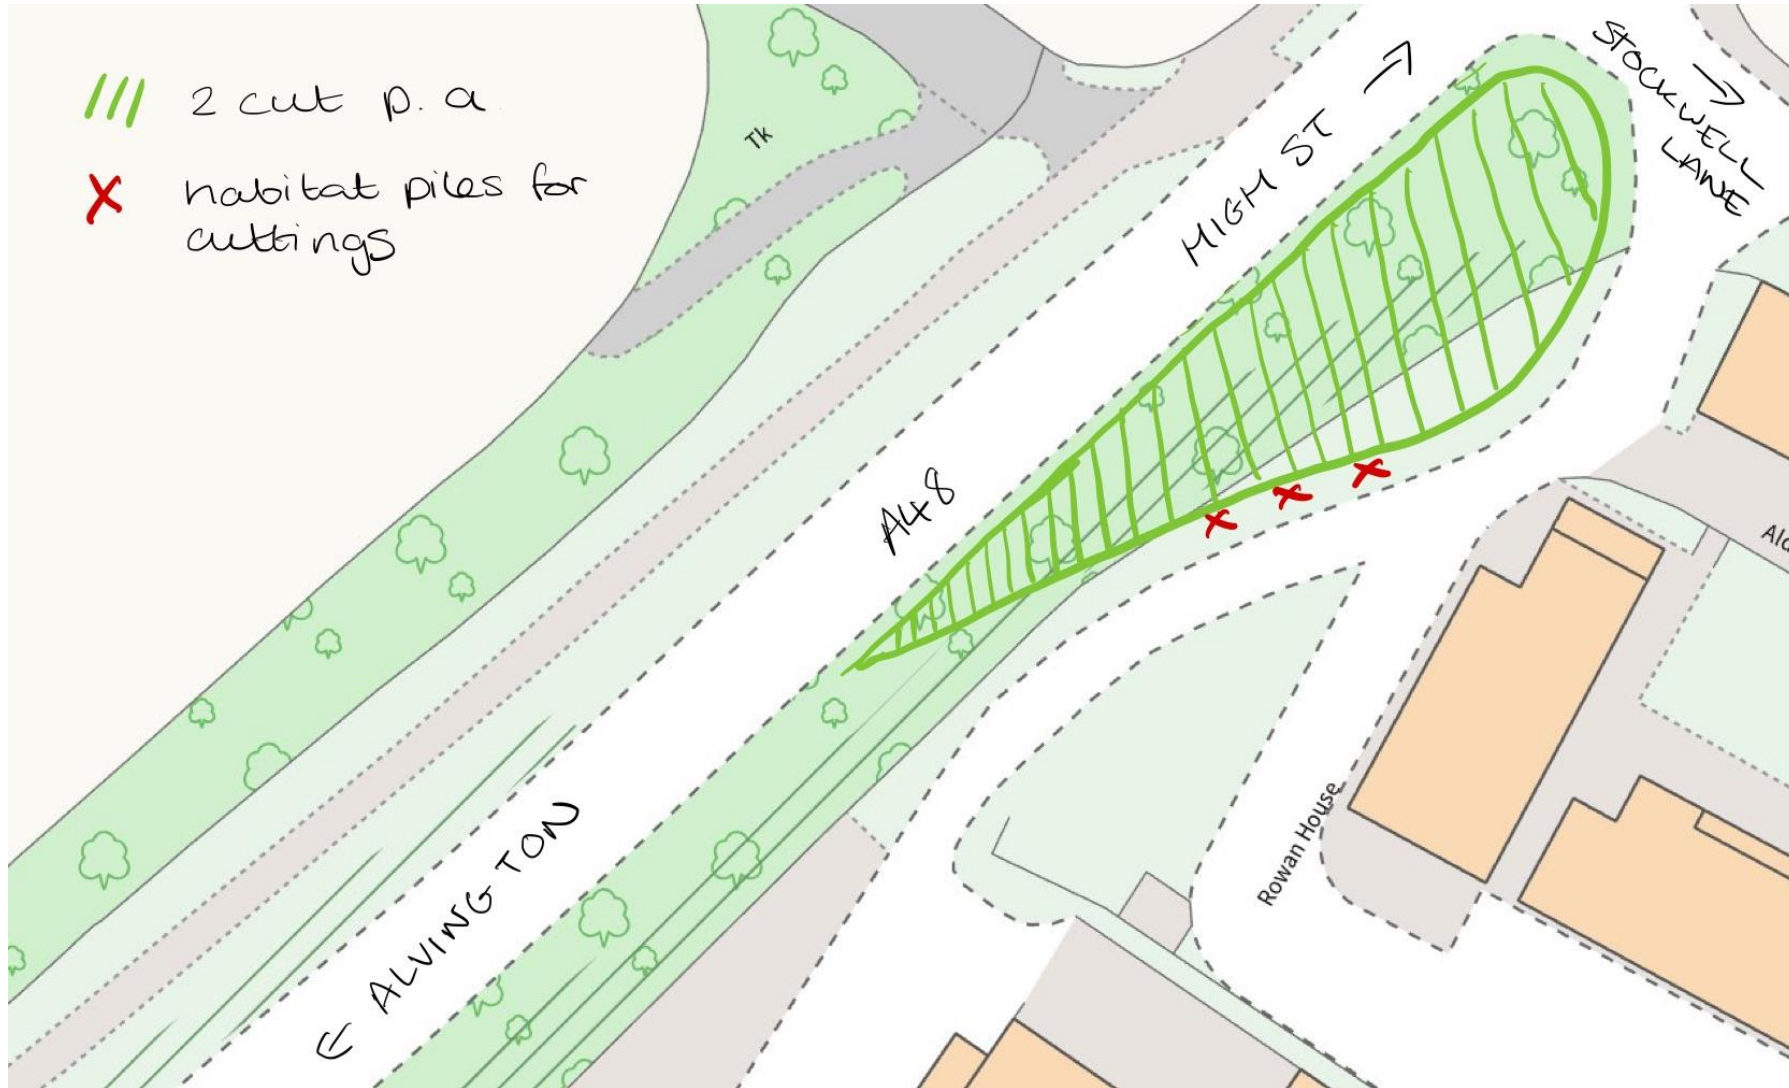 2 cut p. a
habitat piles for
cuttings
Tk
HIGH ST →
STOCKWELL →
LANE
A48
← ALVINGTON
Rowan House